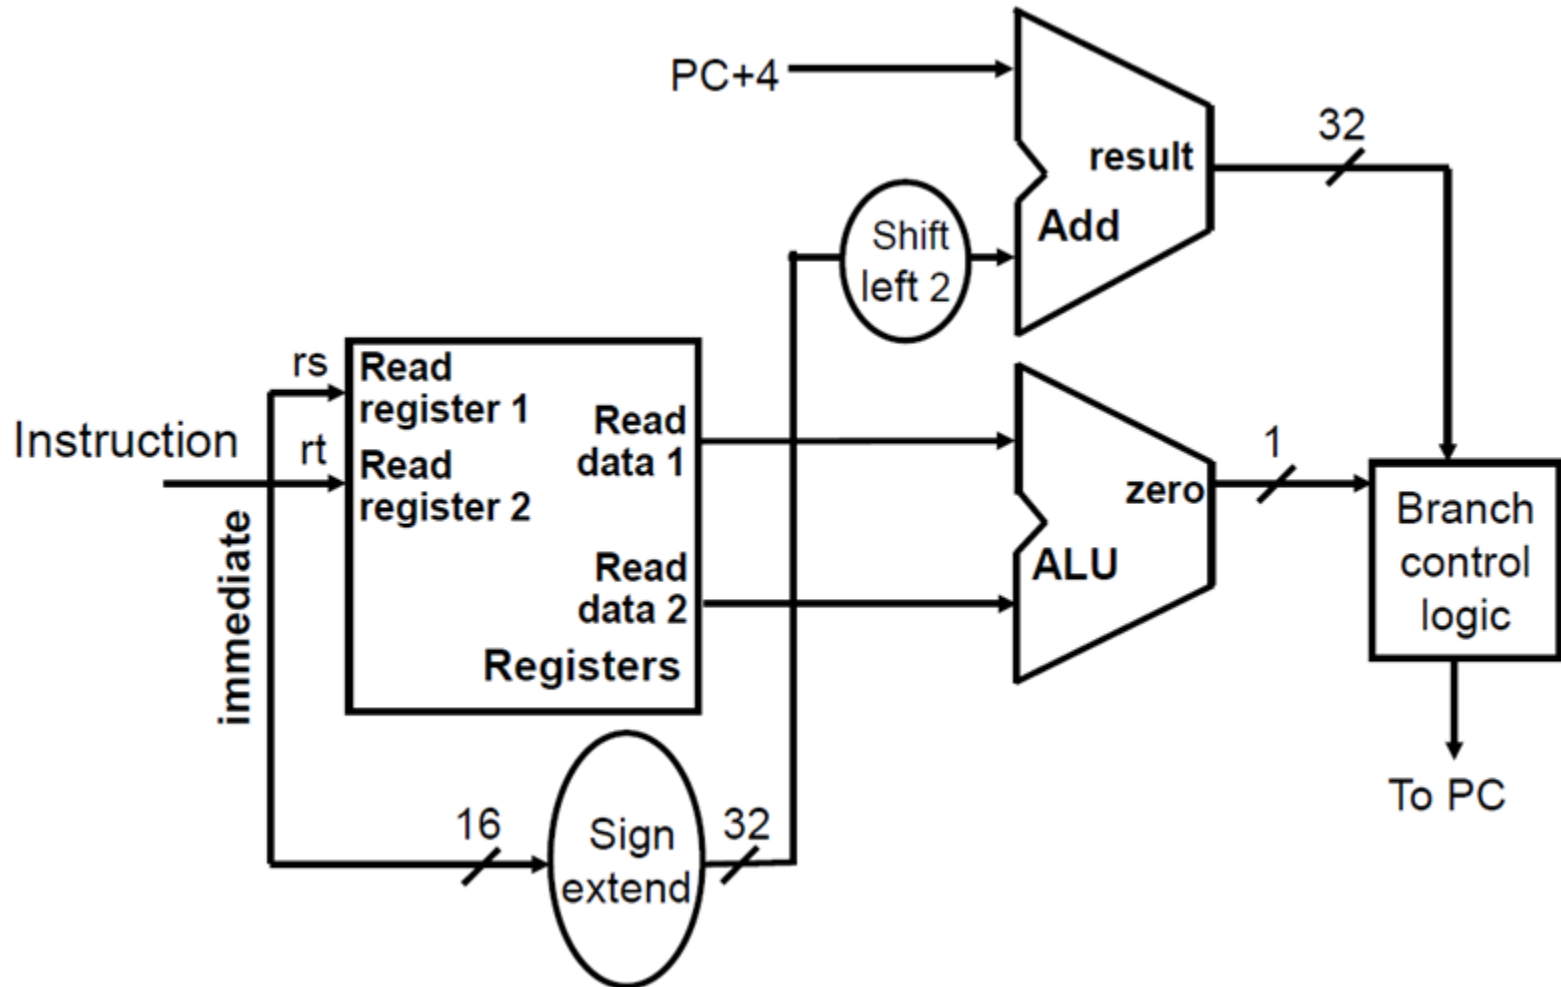 PC+4
32
result
Add
Shift
left 2
rs
Read
register 1
Instruction
rt
Read
register 2
Read
data 1
Read
data 2
Registers
immediate
zero
ALU
1
Branch
control
logic
To PC
16
Sign
extend
32